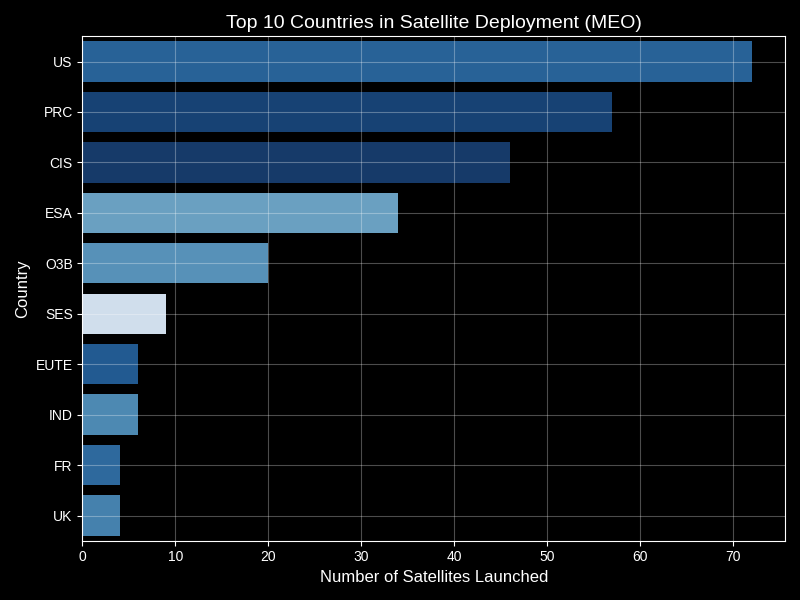 Top 10 Countries in Satellite Deployment (MEO)
Country
US
PRC
CIS
ESA
O3B
SES
EUTE
IND
FR
UK
0 10 20 30 40 50 60 70
Number of Satellites Launched